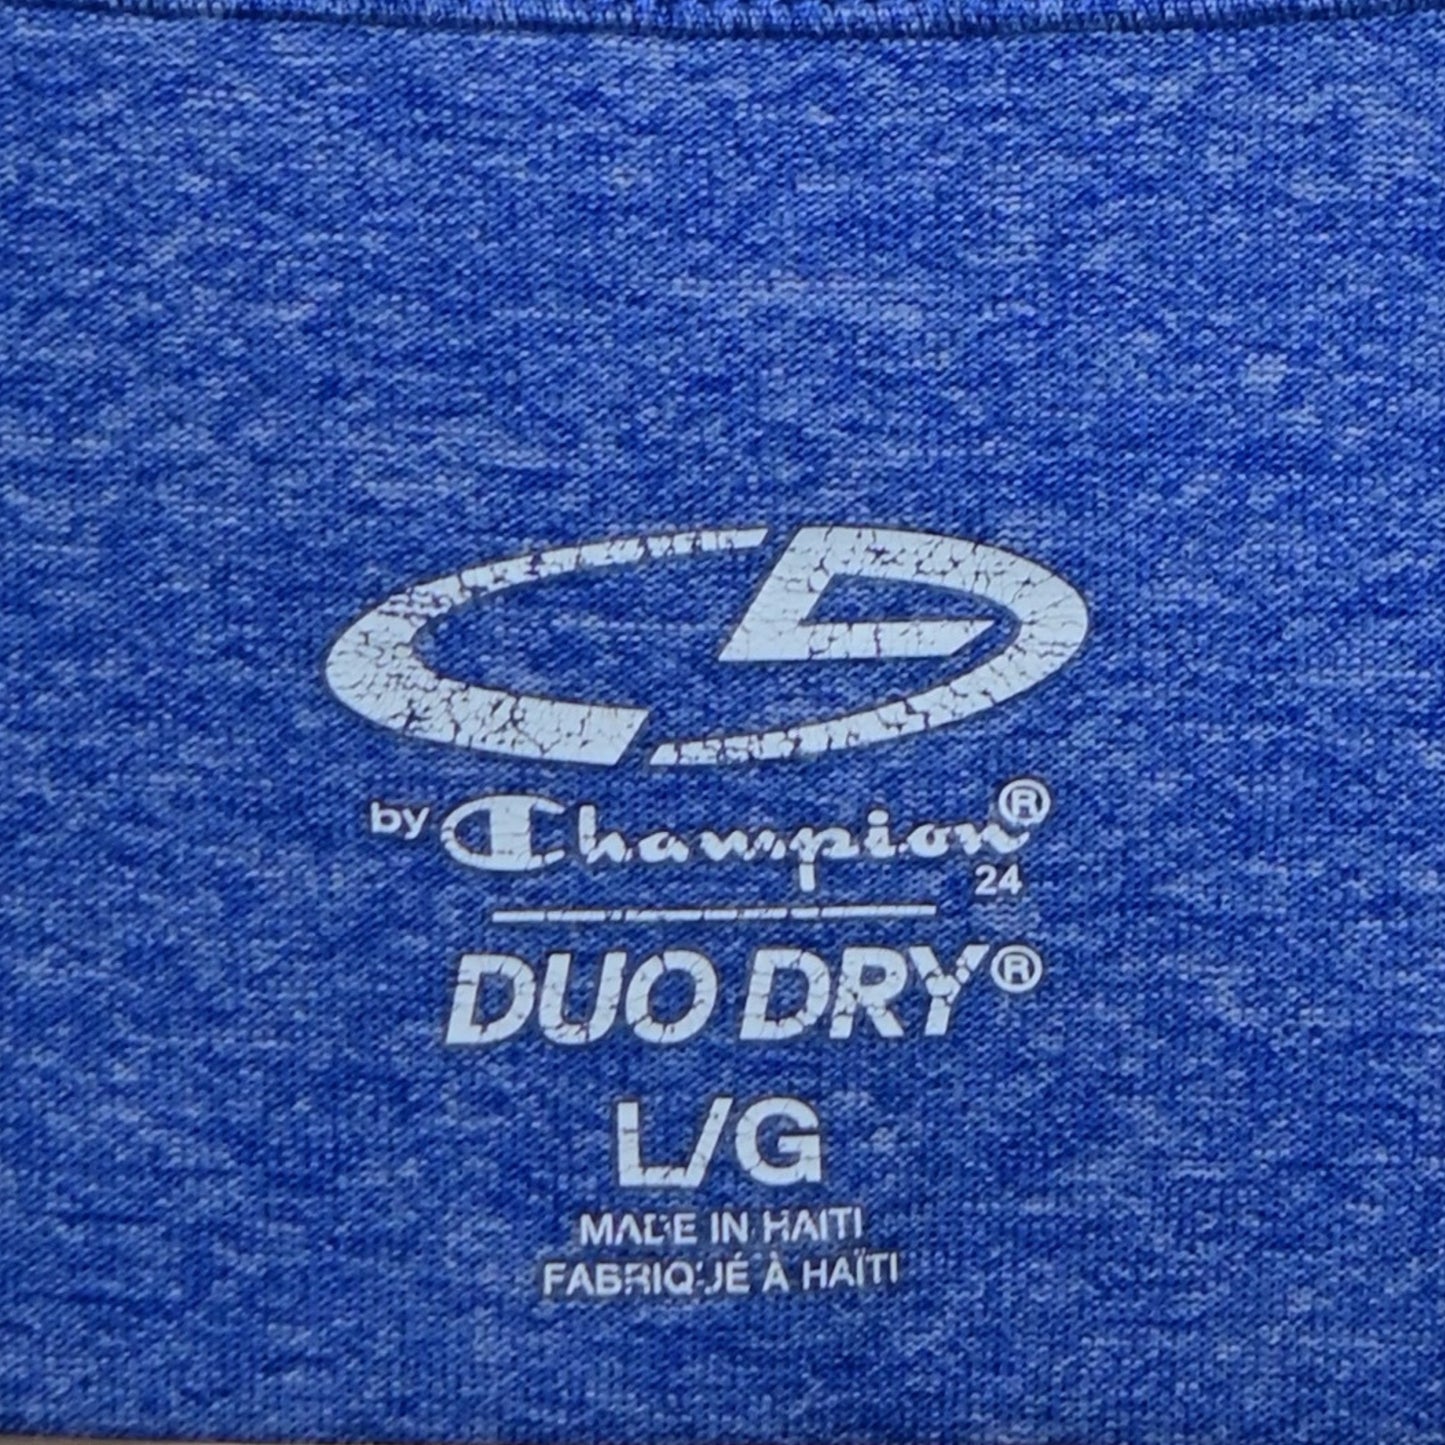 by Champion®
24
DUO DRY®
L/G
MADE IN HAITI
FABRIQUÉ À HAÏTI